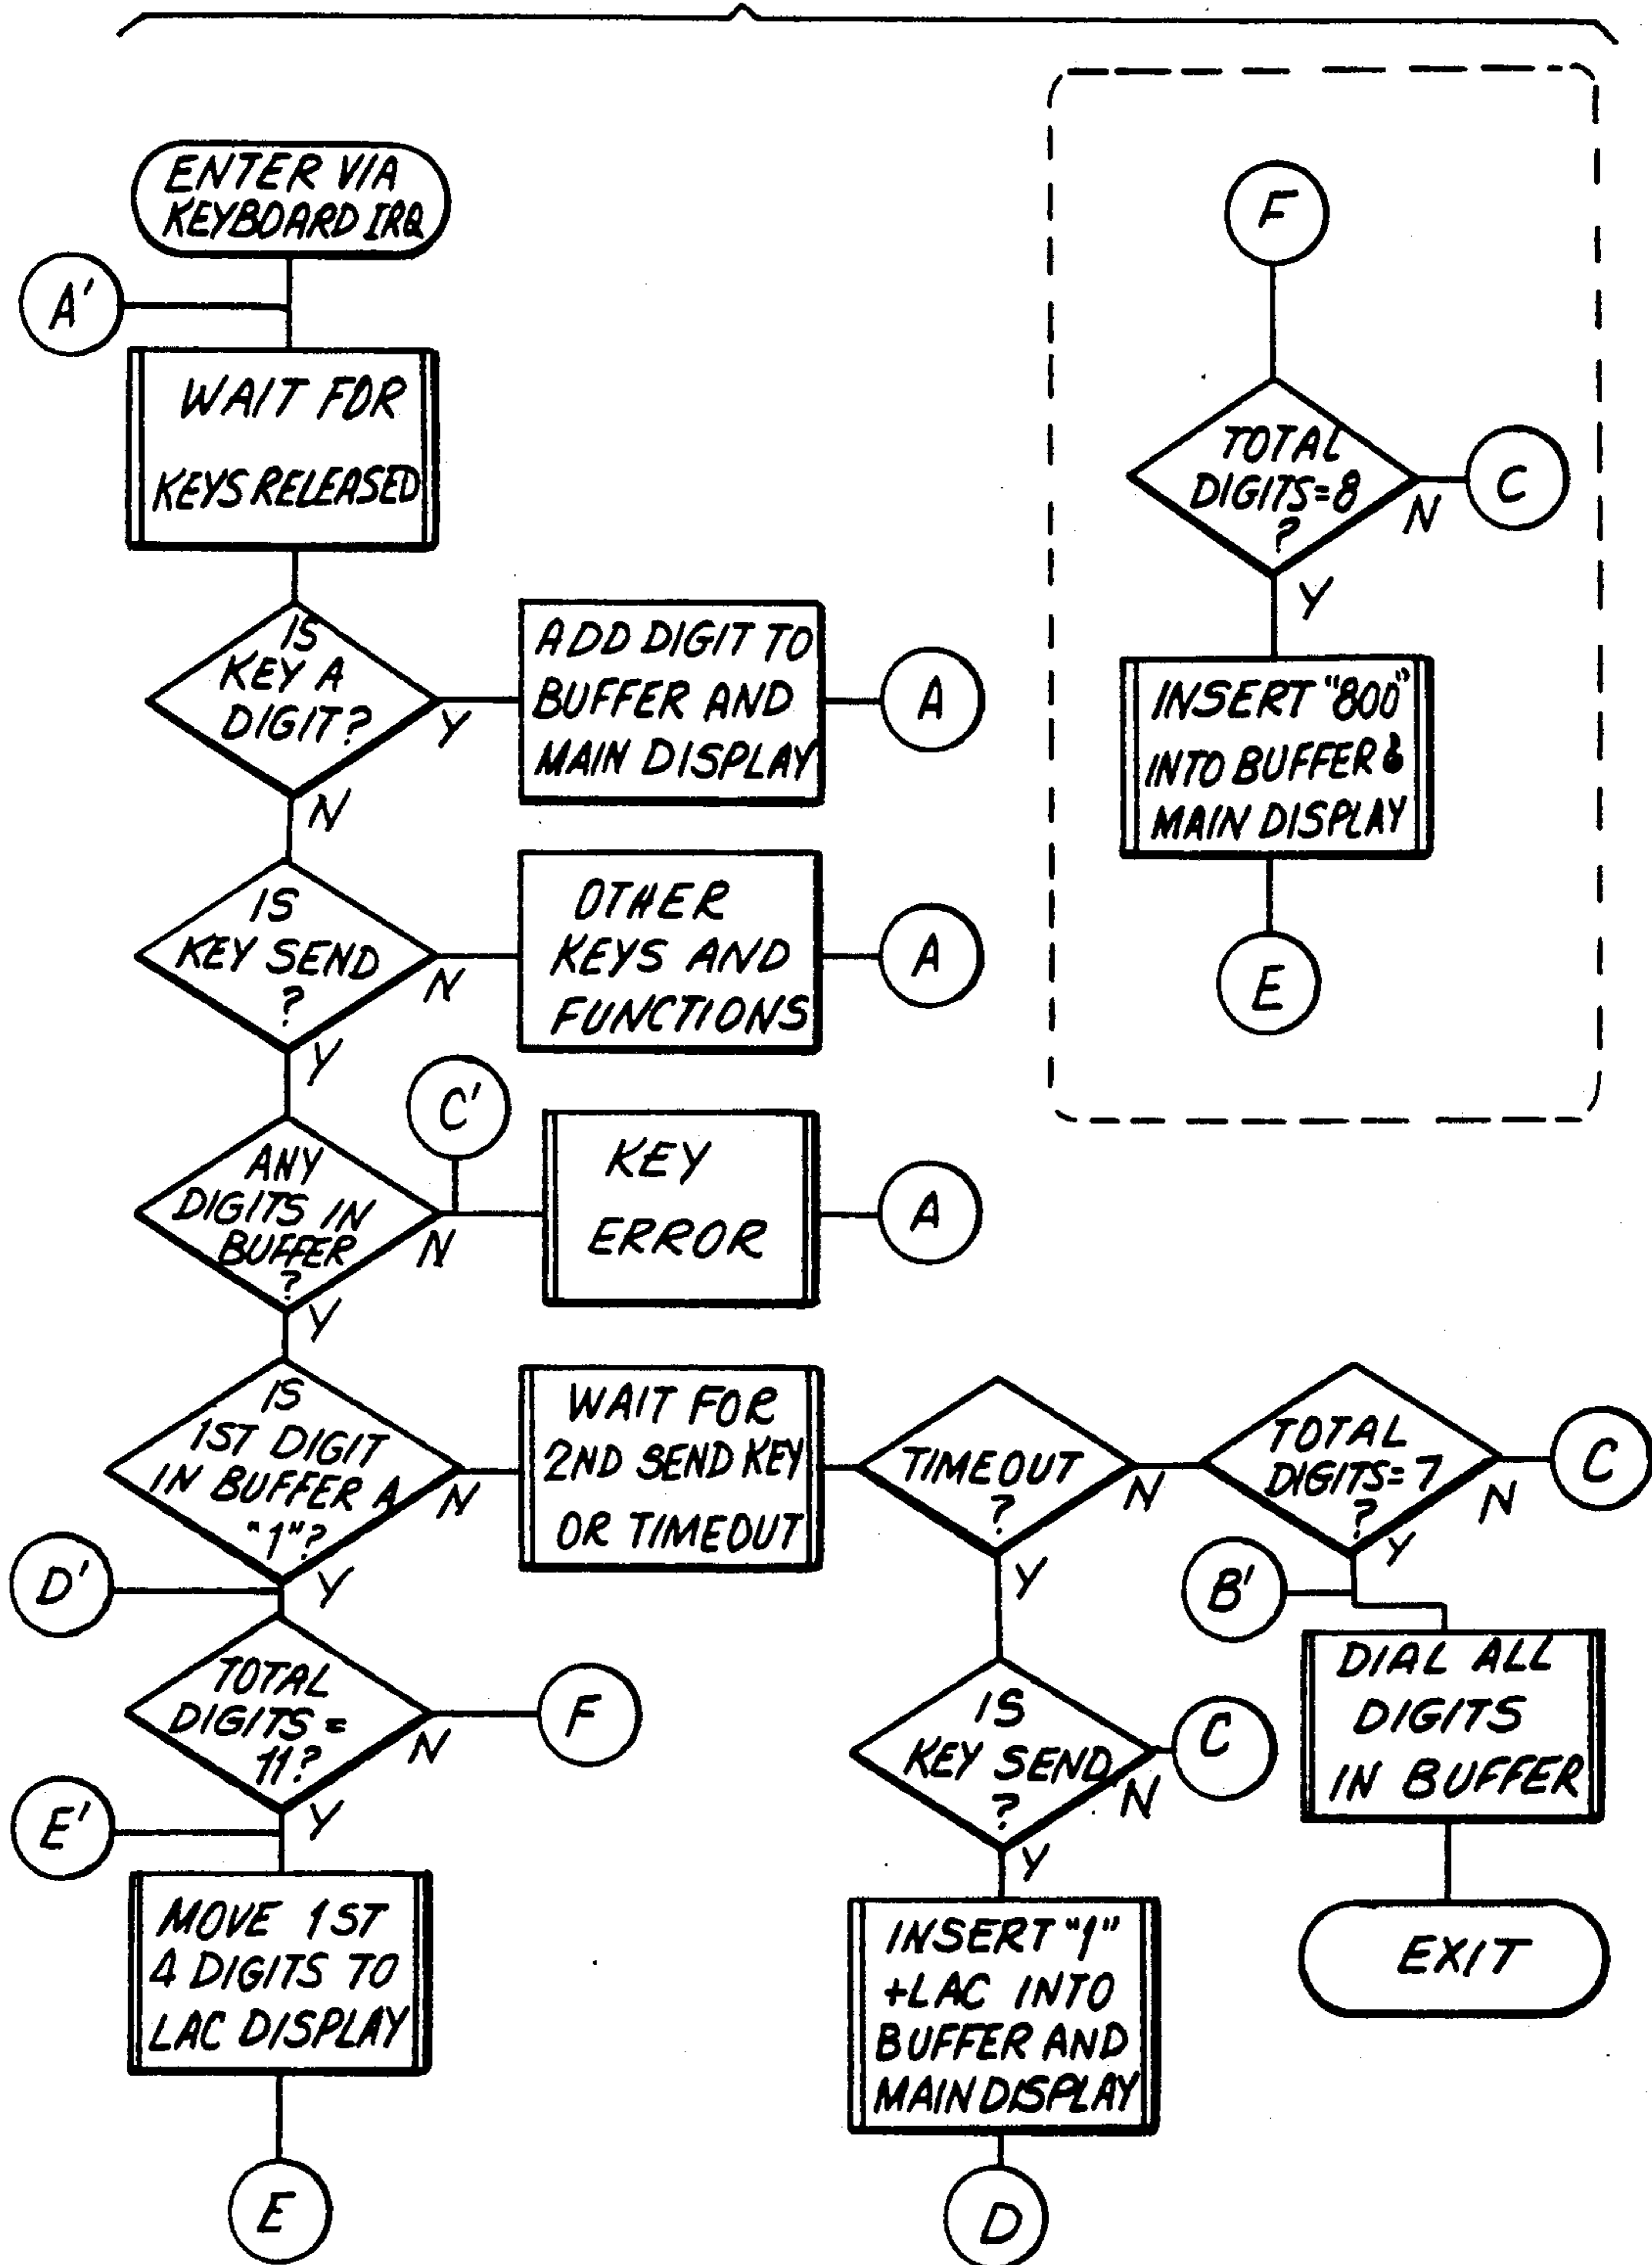 ENTER VIA
KEYBOARD IRQ
A'
WAIT FOR
KEYS RELEASED
IS
KEY A
DIGIT?
Y
N
ADD DIGIT TO
BUFFER AND
MAIN DISPLAY
A
IS
KEY SEND
?
N
Y
OTHER
KEYS AND
FUNCTIONS
A
ANY
DIGITS IN
BUFFER
?
N
Y
C'
KEY
ERROR
A
IS
1ST DIGIT
IN BUFFER A
"1"?
N
Y
WAIT FOR
2ND SEND KEY
OR TIMEOUT
TIMEOUT
?
N
Y
TOTAL
DIGITS=7
?
N
Y
C
D'
TOTAL
DIGITS =
11?
N
Y
F
E'
MOVE 1ST
4 DIGITS TO
LAC DISPLAY
E
IS
KEY SEND
?
N
Y
C
INSERT "1"
+LAC INTO
BUFFER AND
MAIN DISPLAY
D
B'
DIAL ALL
DIGITS
IN BUFFER
EXIT
F
TOTAL
DIGITS=8
?
N
Y
C
INSERT "800"
INTO BUFFER &
MAIN DISPLAY
E